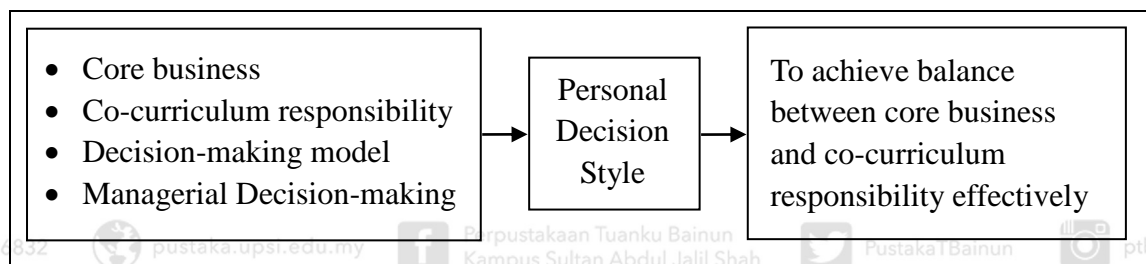 • Core business
• Co-curriculum responsibility
• Decision-making model
• Managerial Decision-making
Personal
Decision
Style
To achieve balance
between core business
and co-curriculum
responsibility effectively
6832
pustaka.upsi.edu.my
Perpustakaan Tuanku Bainun
Kampus Sultan Abdul Jalil Shah
PustakaTBainun